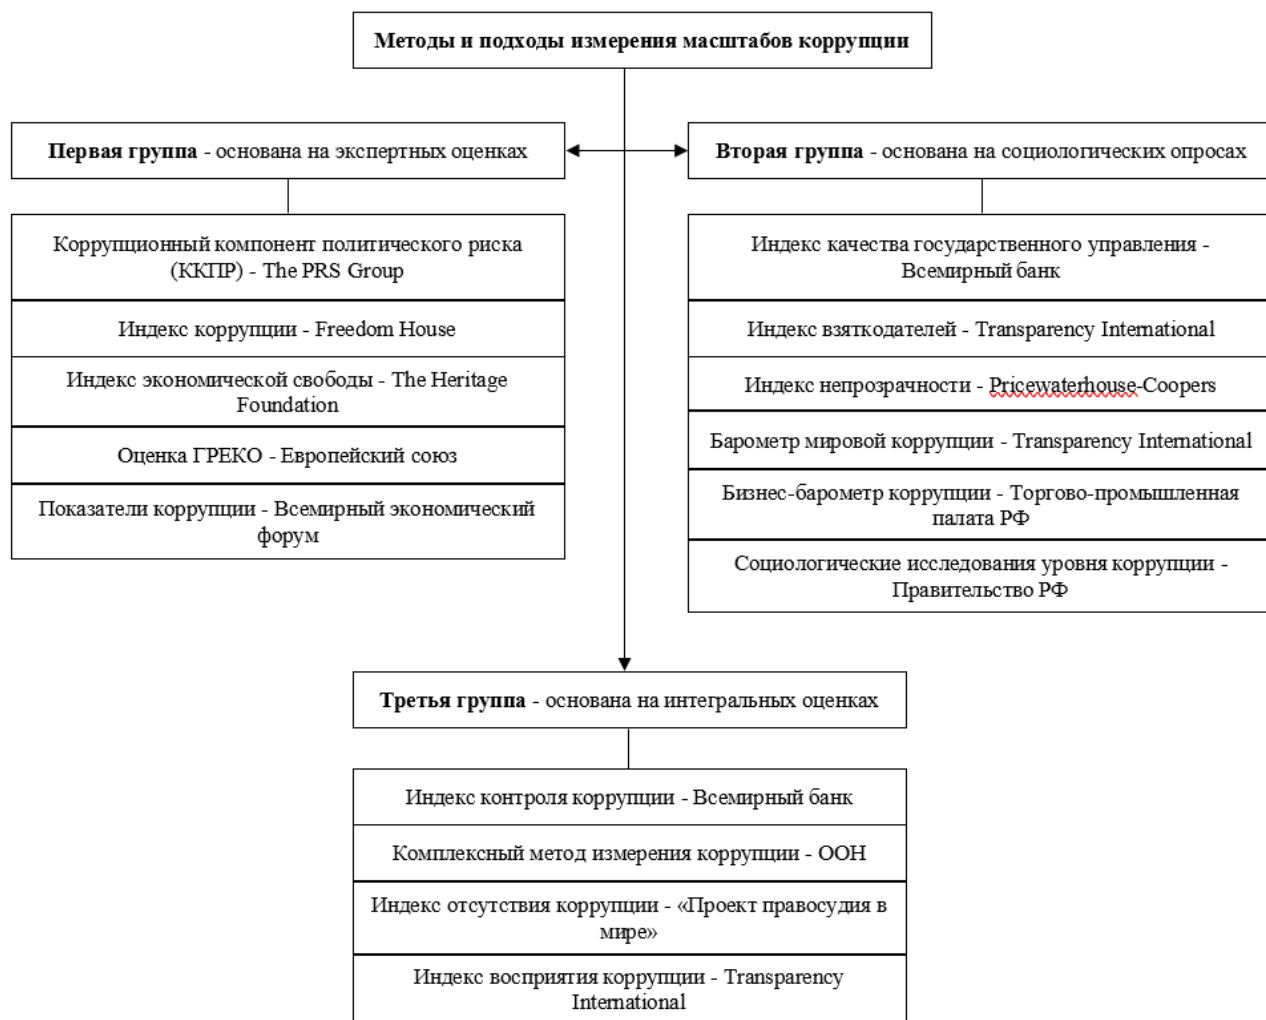 Методы и подходы измерения масштабов коррупции
Первая группа - основана на экспертных оценках
Коррупционный компонент политического риска
(ККПР) - The PRS Group
Индекс коррупции - Freedom House
Индекс экономической свободы - The Heritage
Foundation
Оценка ГРЕКО - Европейский союз
Показатели коррупции - Всемирный экономический
форум
Вторая группа - основана на социологических опросах
Индекс качества государственного управления -
Всемирный банк
Индекс взяткодателей - Transparency International
Индекс непрозрачности - Pricewaterhouse-Coopers
Барометр мировой коррупции - Transparency International
Бизнес-барометр коррупции - Торгово-промышленная
палата РФ
Социологические исследования уровня коррупции -
Правительство РФ
Третья группа - основана на интегральных оценках
Индекс контроля коррупции - Всемирный банк
Комплексный метод измерения коррупции - ООН
Индекс отсутствия коррупции - «Проект правосудия в
мире»
Индекс восприятия коррупции - Transparency
International